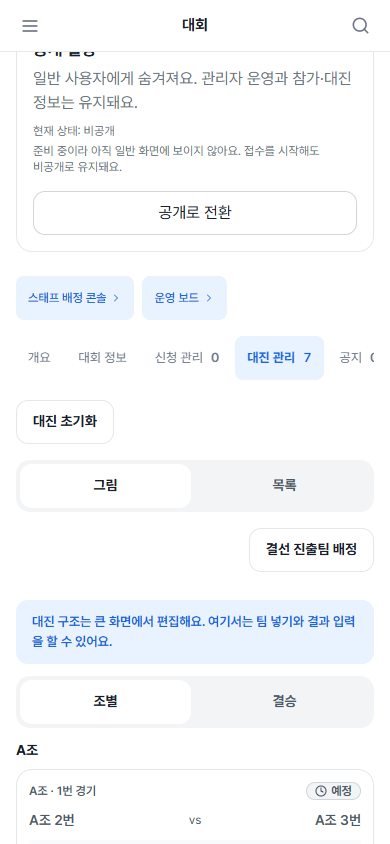 대회
일반 사용자에게 숨겨져요. 관리자 운영과 참가·대진
정보는 유지돼요.
현재 상태: 비공개
준비 중이라 아직 일반 화면에 보이지 않아요. 접수를 시작해도
비공개로 유지돼요.
공개로 전환
스태프 배정 콘솔
운영 보드
개요 대회 정보 신청 관리 0 대진 관리 7 공지
대진 초기화
그림 목록
결선 진출팀 배정
대진 구조는 큰 화면에서 편집해요. 여기서는 팀 넣기와 결과 입력
을 할 수 있어요.
조별 결승
A조
A조 · 1번 경기 예정
A조 2번 vs A조 3번